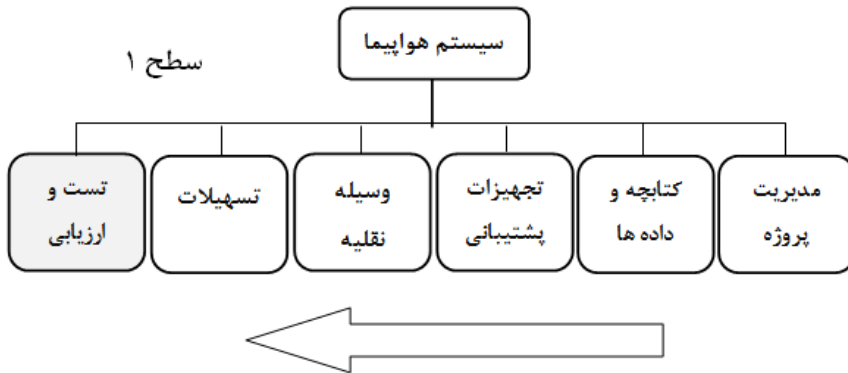 سیستم هواپیما
سطح ۱
مدیریت
پروژه
کتابچه و
داده ها
تجهیزات
پشتیبانی
وسیله
نقلیه
تسهیلات
تست و
ارزیابی